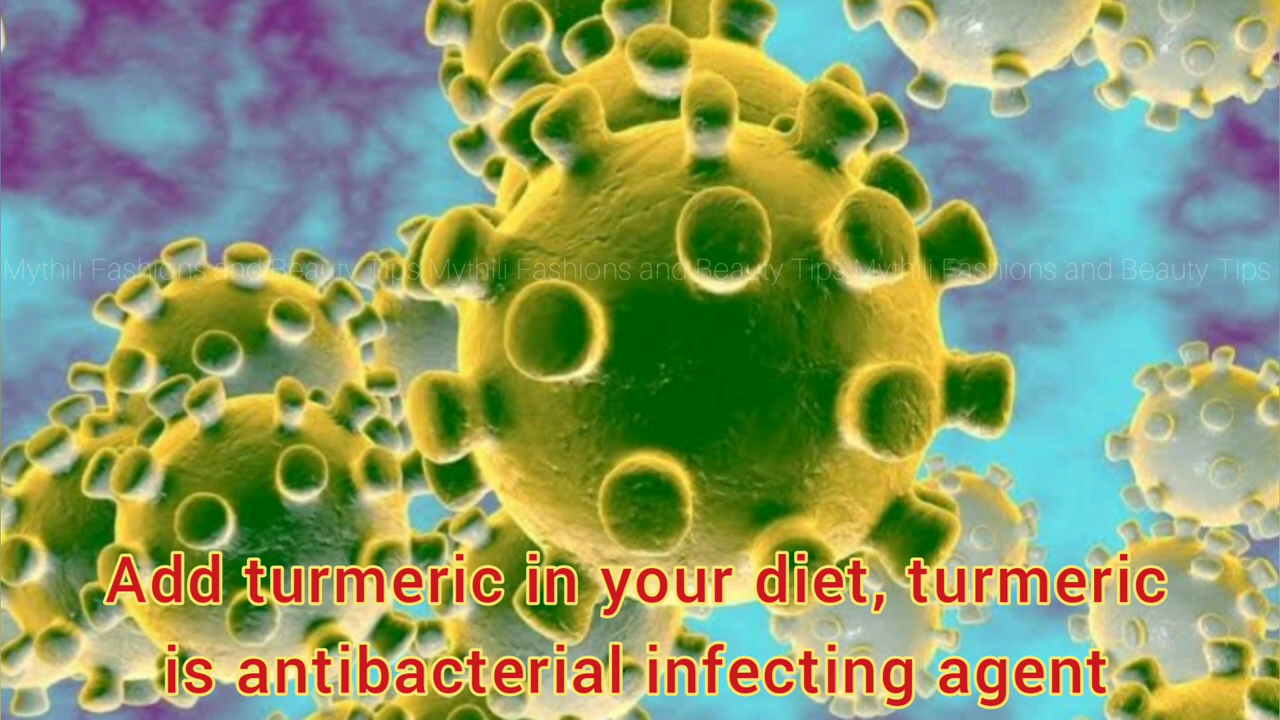 Mythili Fashions and Beauty Tips Mythili Fashions and Beauty Tips Mythili Fashions and Beauty Tips
Add turmeric in your diet, turmeric
is antibacterial infecting agent